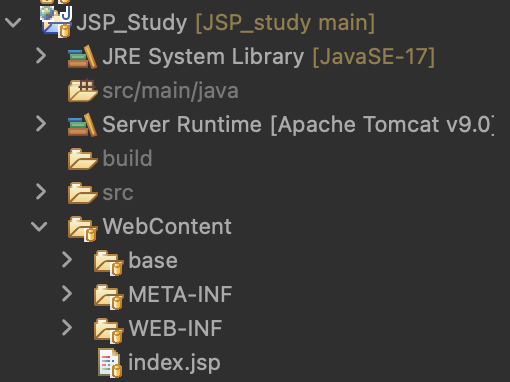 JSP_Study [JSP_study main]
JRE System Library [JavaSE-17]
src/main/java
Server Runtime [Apache Tomcat v9.0]
build
src
WebContent
base
META-INF
WEB-INF
index.jsp